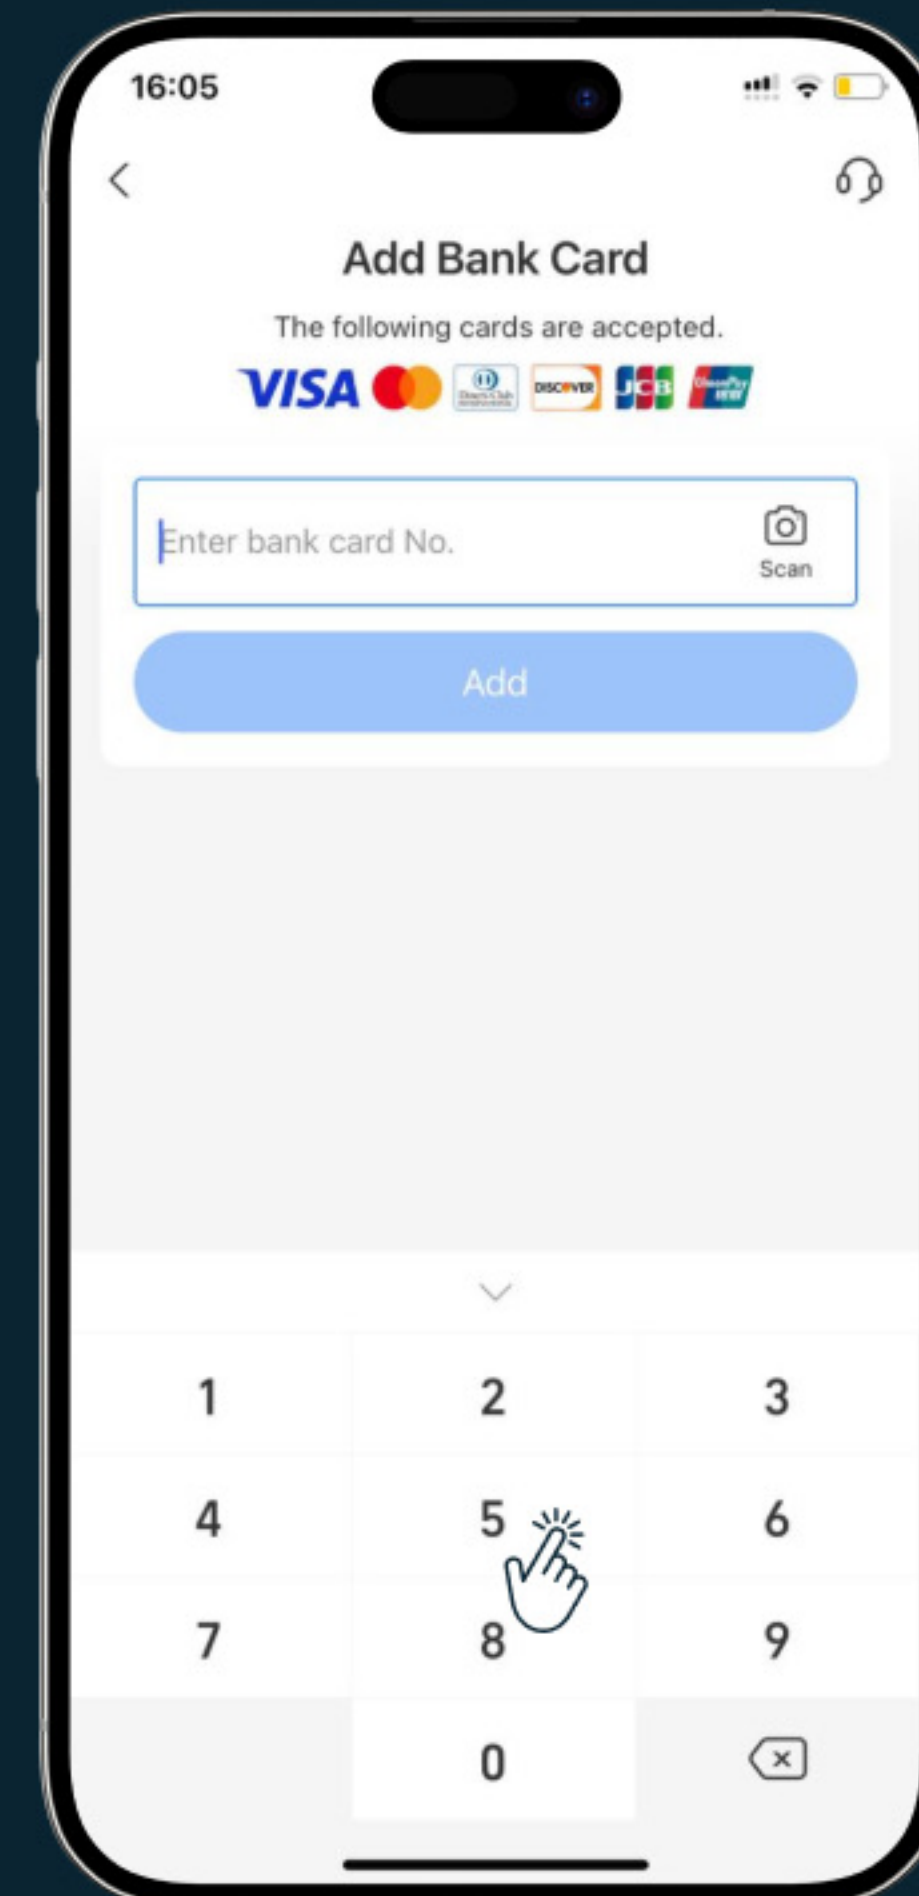 16:05
Add Bank Card
The following cards are accepted.
VISA
DISCOVER
JCB
UnionPay
Enter bank card No.
Scan
Add
1 2 3
4 5 6
7 8 9
0